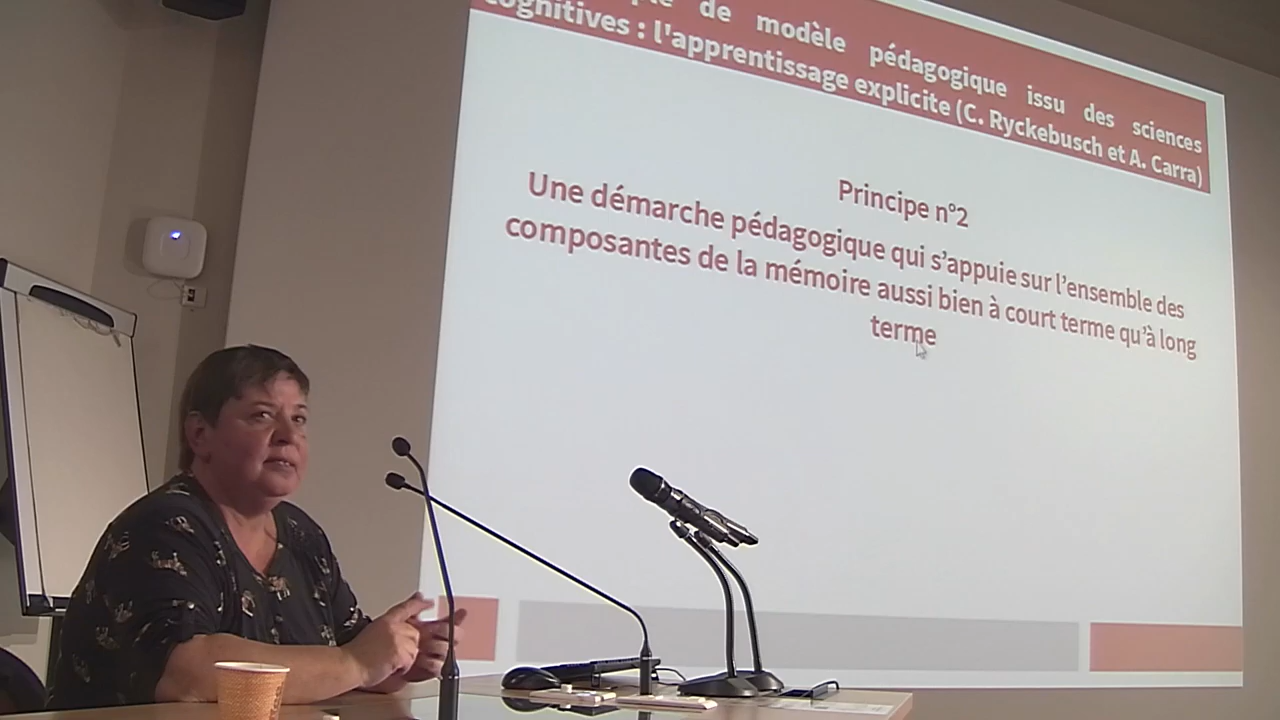 de modèle pédagogique issu des sciences
cognitives : l'apprentissage explicite (C. Ryckebusch et A. Carra)
Principe n°2
Une démarche pédagogique qui s'appuie sur l'ensemble des
composantes de la mémoire aussi bien à court terme qu'à long
terme